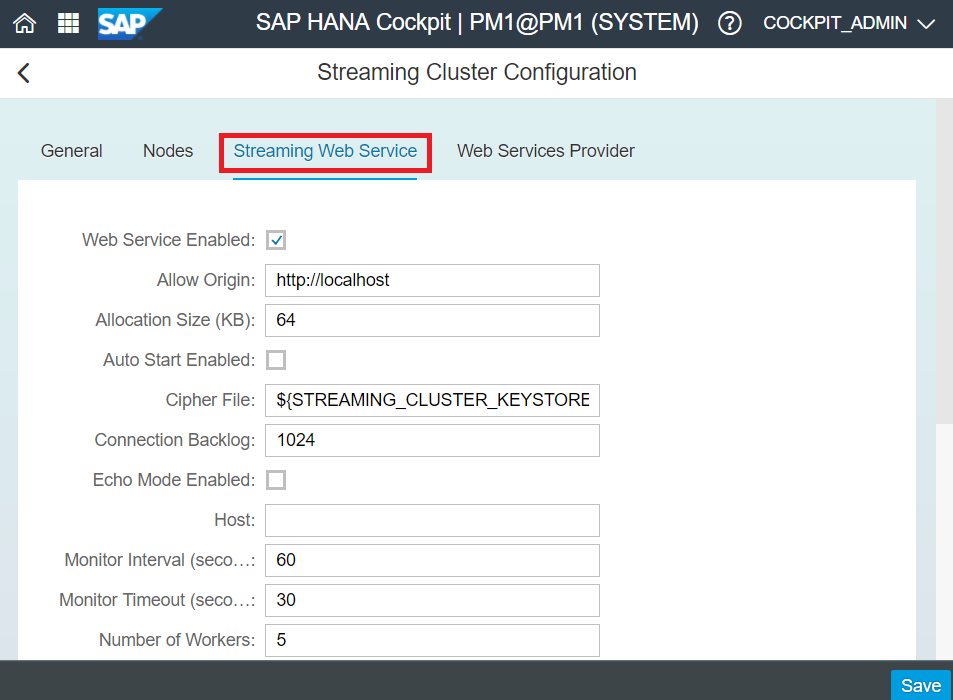 SAP SAP HANA Cockpit | PM1@PM1 (SYSTEM) ? COCKPIT_ADMIN
Streaming Cluster Configuration
General Nodes Streaming Web Service Web Services Provider
Web Service Enabled:
Allow Origin: http://localhost
Allocation Size (KB): 64
Auto Start Enabled:
Cipher File: ${STREAMING_CLUSTER_KEYSTORE
Connection Backlog: 1024
Echo Mode Enabled:
Host:
Monitor Interval (seco...: 60
Monitor Timeout (seco...: 30
Number of Workers: 5
Save